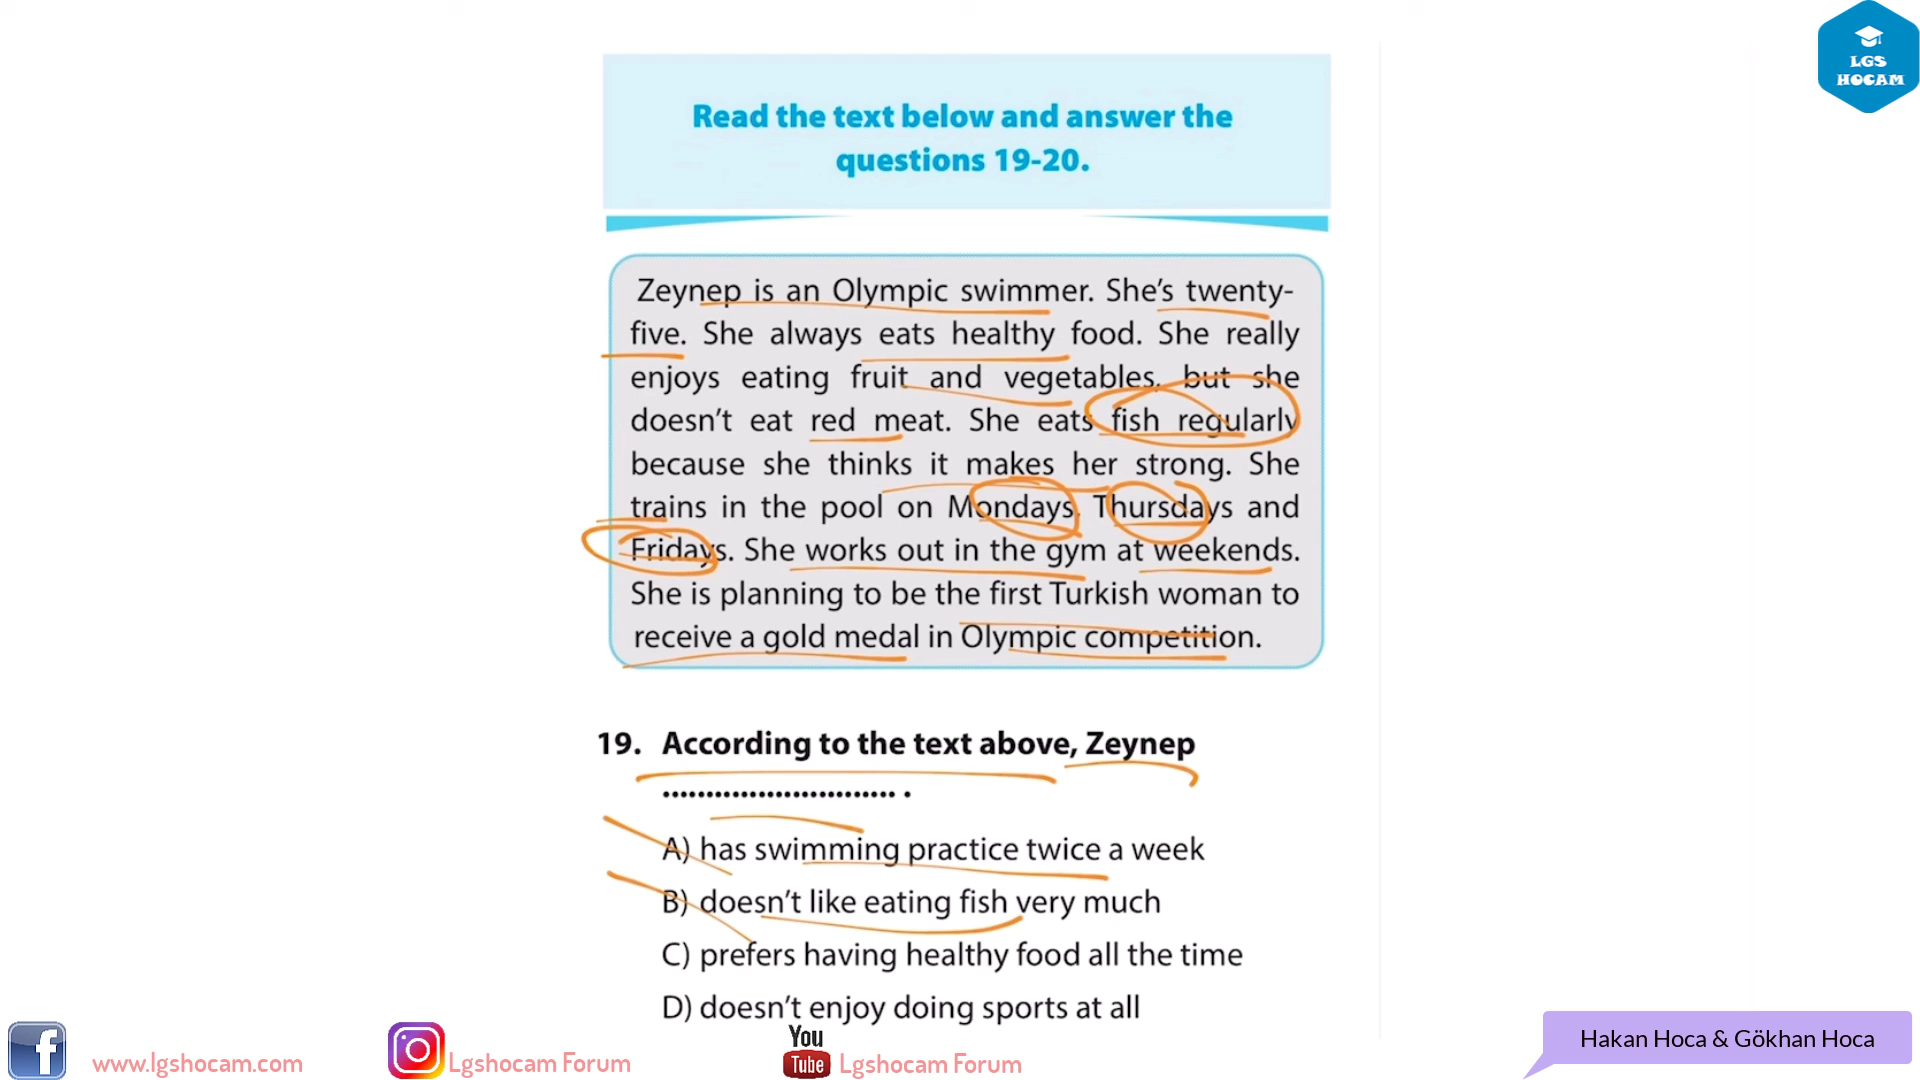 LGS
HOCAM
Read the text below and answer the
questions 19-20.
Zeynep is an Olympic swimmer. She's twenty-
five. She always eats healthy food. She really
enjoys eating fruit and vegetables, but she
doesn't eat red meat. She eats fish regularly
because she thinks it makes her strong. She
trains in the pool on Mondays, Thursdays and
Fridays. She works out in the gym at weekends.
She is planning to be the first Turkish woman to
receive a gold medal in Olympic competition.
19. According to the text above, Zeynep
........................... .
A) has swimming practice twice a week
B) doesn't like eating fish very much
C) prefers having healthy food all the time
D) doesn't enjoy doing sports at all
www.lgshocam.com
Lgshocam Forum
You
Tube
Lgshocam Forum
Hakan Hoca & Gökhan Hoca